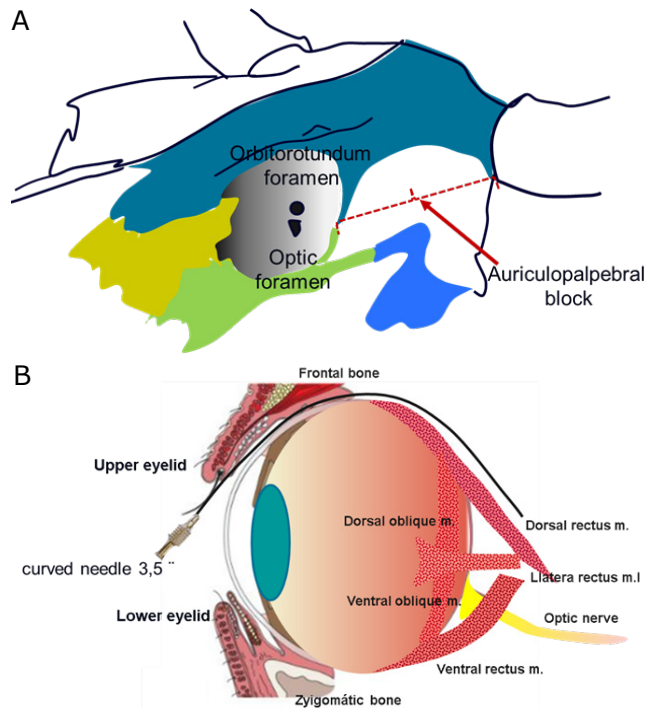 A
Orbitorotundum
foramen
Optic
foramen
Auriculopalpebral
block
B
Frontal bone
Upper eyelid
Dorsal oblique m.
Dorsal rectus m.
curved needle 3,5 ¨
Llatera rectus m.l
Ventral oblique m.
Lower eyelid
Optic nerve
Ventral rectus m.
Zyigomátic bone